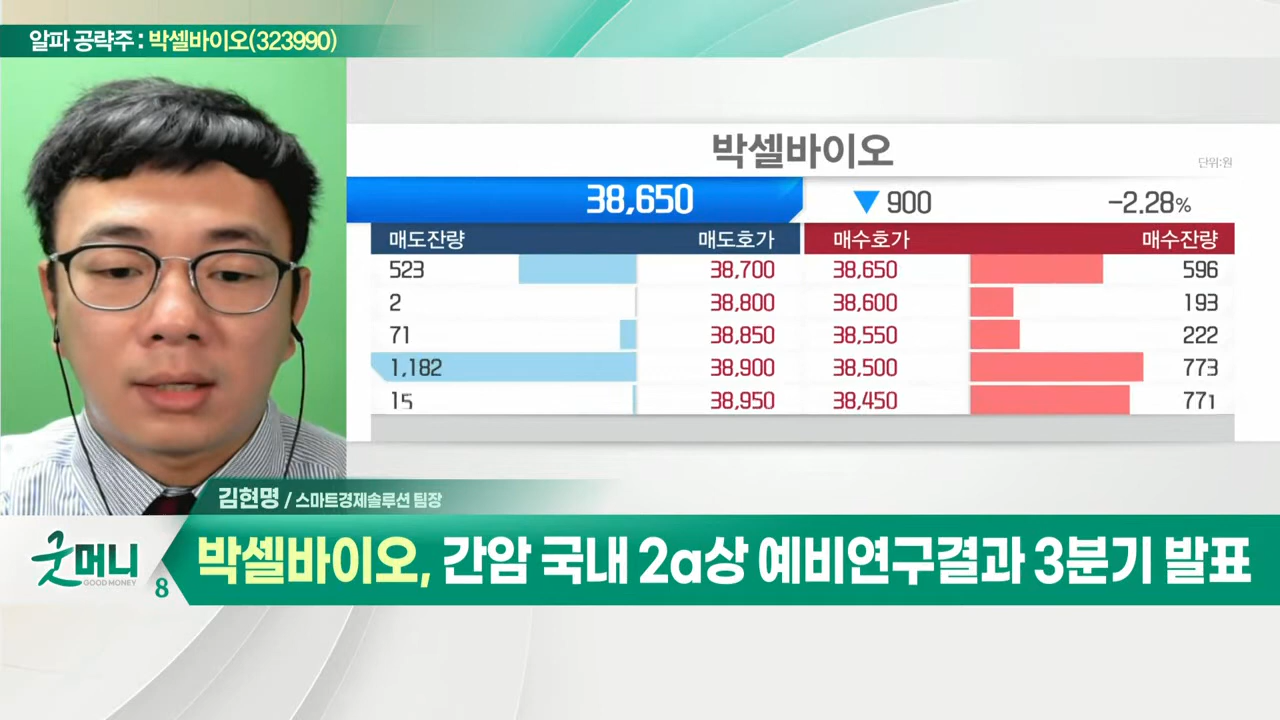 알파 공략주 : 박셀바이오(323990)
박셀바이오
단위:원
38,650 ▼ 900 -2.28%
매도잔량 매도호가 매수호가 매수잔량
523 38,700 38,650 596
2 38,800 38,600 193
71 38,850 38,550 222
1,182 38,900 38,500 773
15 38,950 38,450 771
김현명 / 스마트경제솔루션 팀장
굿머니
GOOD MONEY
8
박셀바이오, 간암 국내 2a상 예비연구결과 3분기 발표